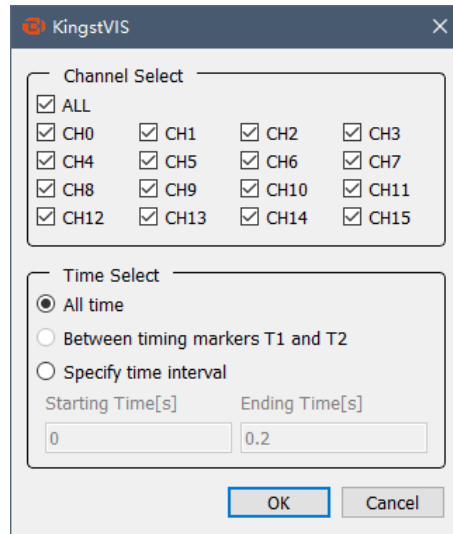 KingstVIS
Channel Select
ALL
CH0 CH1 CH2 CH3
CH4 CH5 CH6 CH7
CH8 CH9 CH10 CH11
CH12 CH13 CH14 CH15
Time Select
All time
Between timing markers T1 and T2
Specify time interval
Starting Time[s] Ending Time[s]
0 0.2
OK Cancel